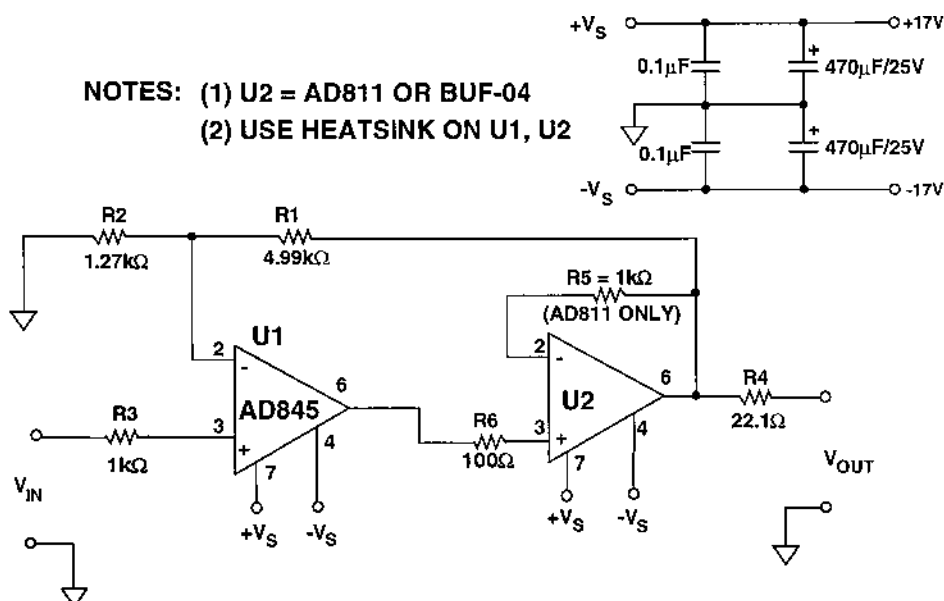 +VS
+17V
0.1µF
+
470µF/25V
NOTES: (1) U2 = AD811 OR BUF-04
(2) USE HEATSINK ON U1, U2
0.1µF
+
470µF/25V
-VS
-17V
R2
1.27kΩ
R1
4.99kΩ
R5 = 1kΩ
(AD811 ONLY)
U1
2
-
AD845
6
R3
1kΩ
3
+
4
7
+VS
-VS
VIN
2
-
U2
6
R6
100Ω
3
+
4
7
+VS
-VS
R4
22.1Ω
VOUT